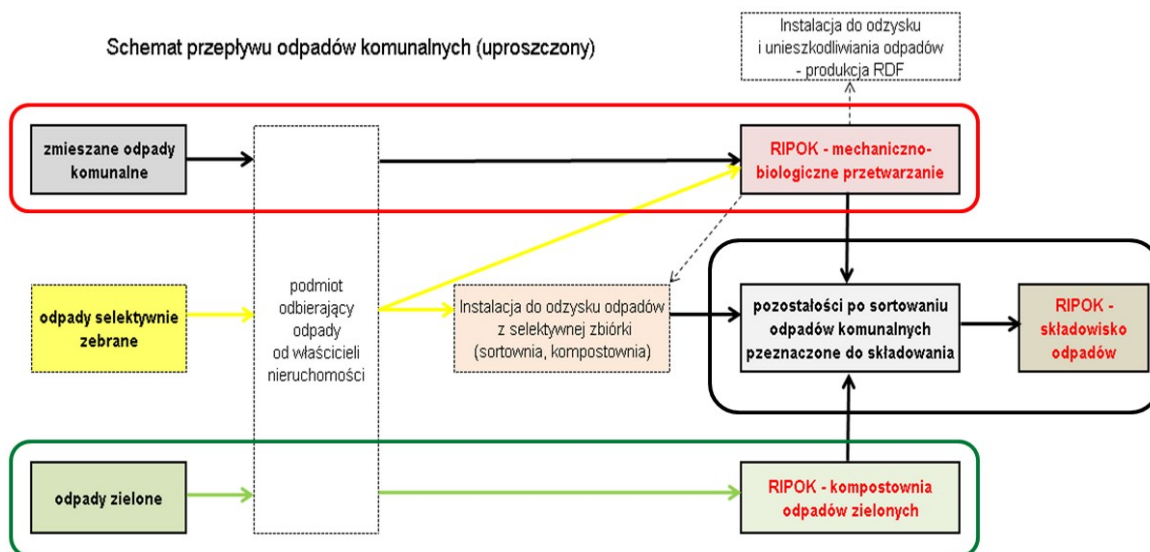 Schemat przepływu odpadów komunalnych (uproszczony)
Instalacja do odzysku
i unieszkodliwiania odpadów
- produkcja RDF
zmieszane odpady
komunalne
RIPOK - mechaniczno-
biologiczne przetwarzanie
odpady selektywnie
zebrane
podmiot
odbierający
odpady
od właścicieli
nieruchomości
Instalacja do odzysku odpadów
z selektywnej zbiórki
(sortownia, kompostownia)
pozostałości po sortowaniu
odpadów komunalnych
pzeznaczone do składowania
RIPOK -
składowisko
odpadów
odpady zielone
RIPOK - kompostownia
odpadów zielonych